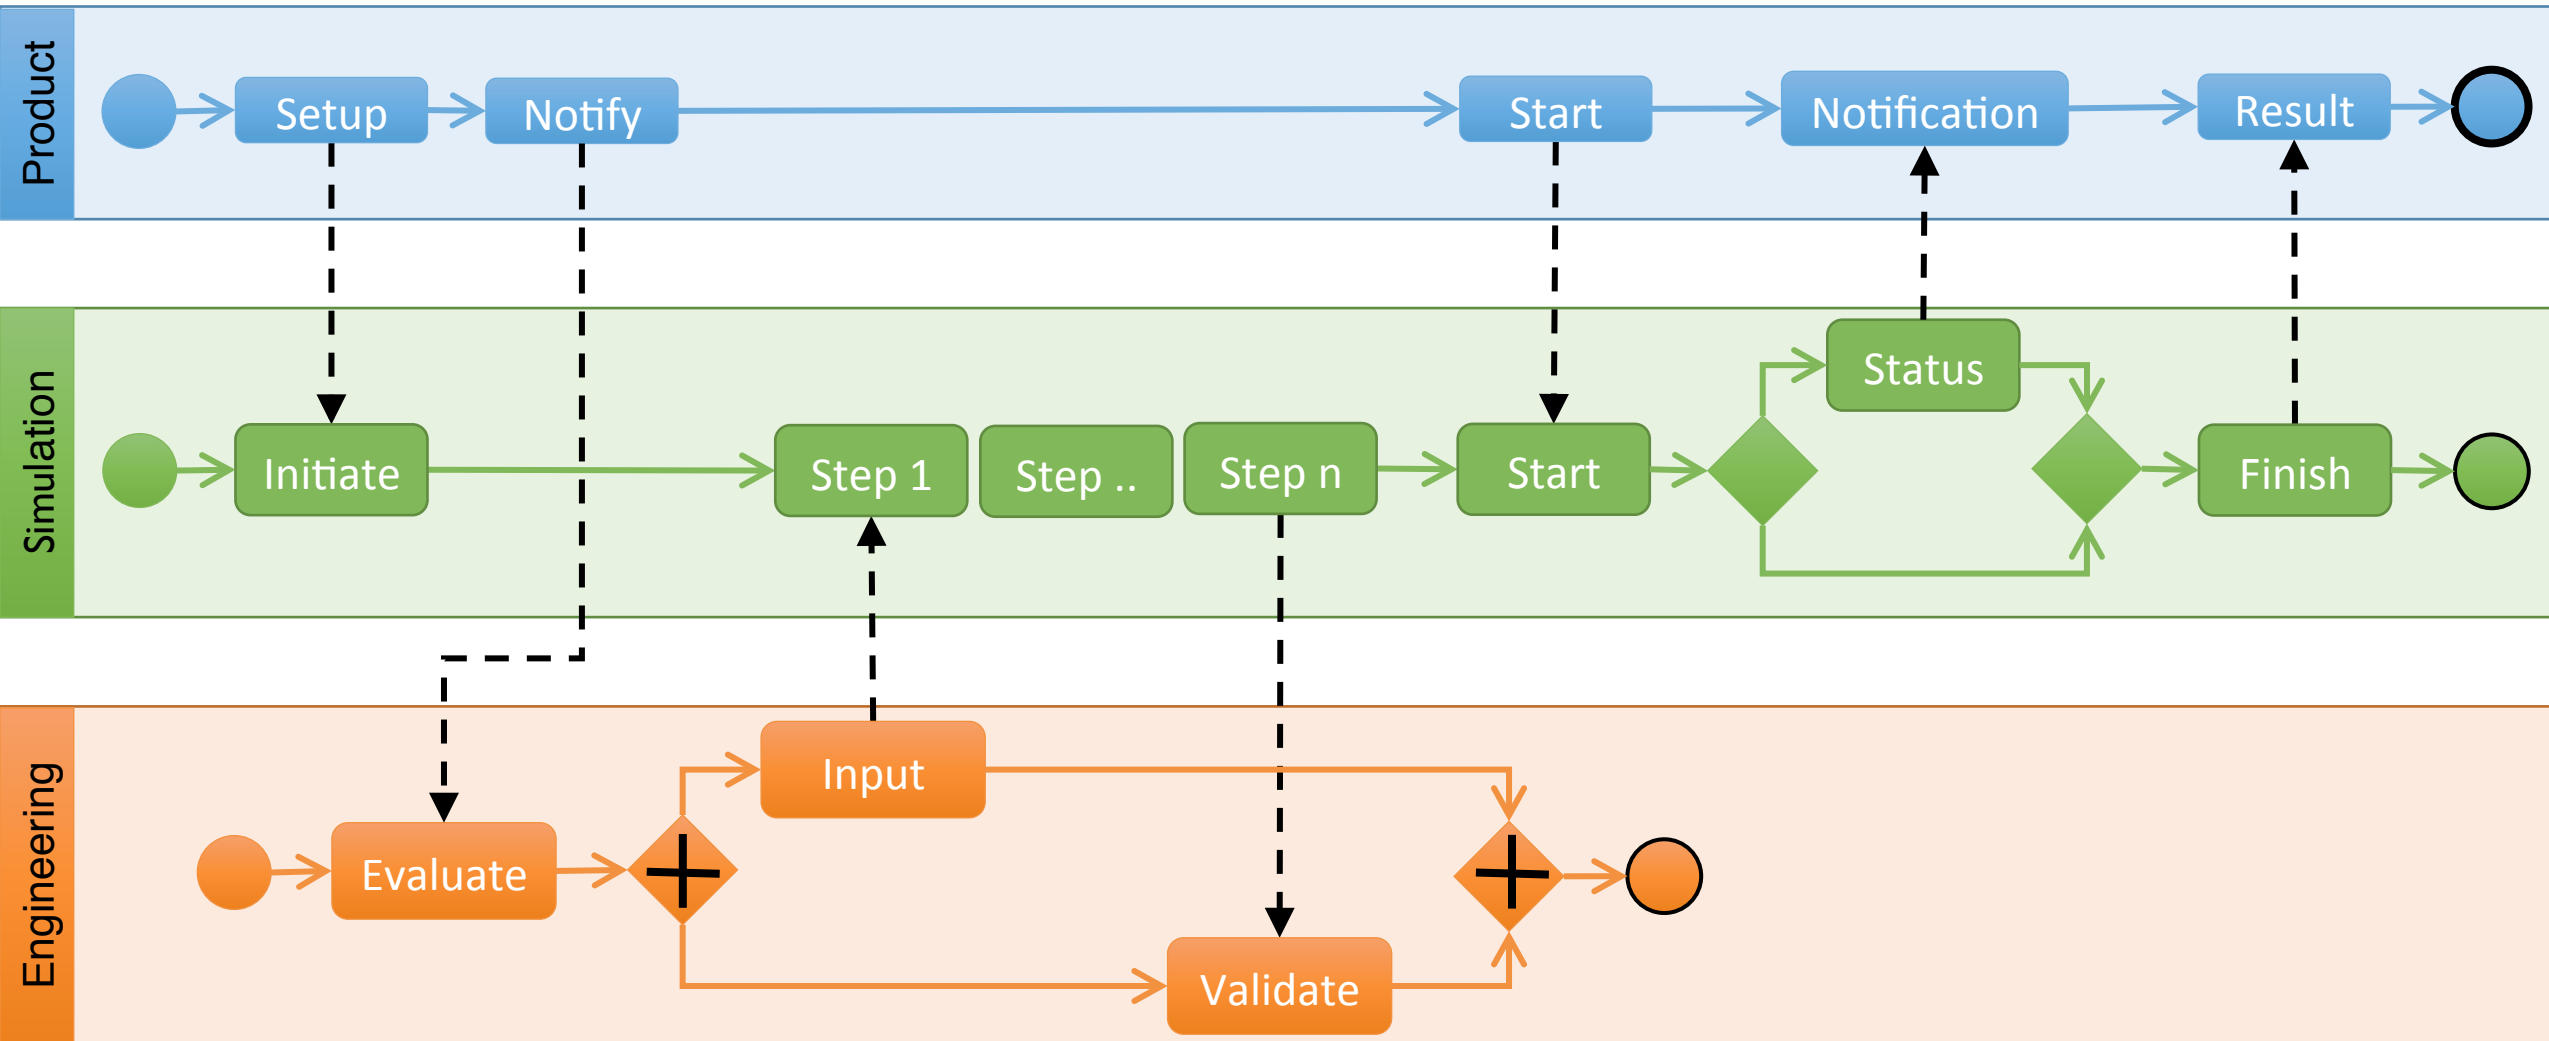 Product
Setup
Notify
Start
Notification
Result
Simulation
Initiate
Step 1
Step ..
Step n
Start
Status
Finish
Engineering
Evaluate
Input
Validate